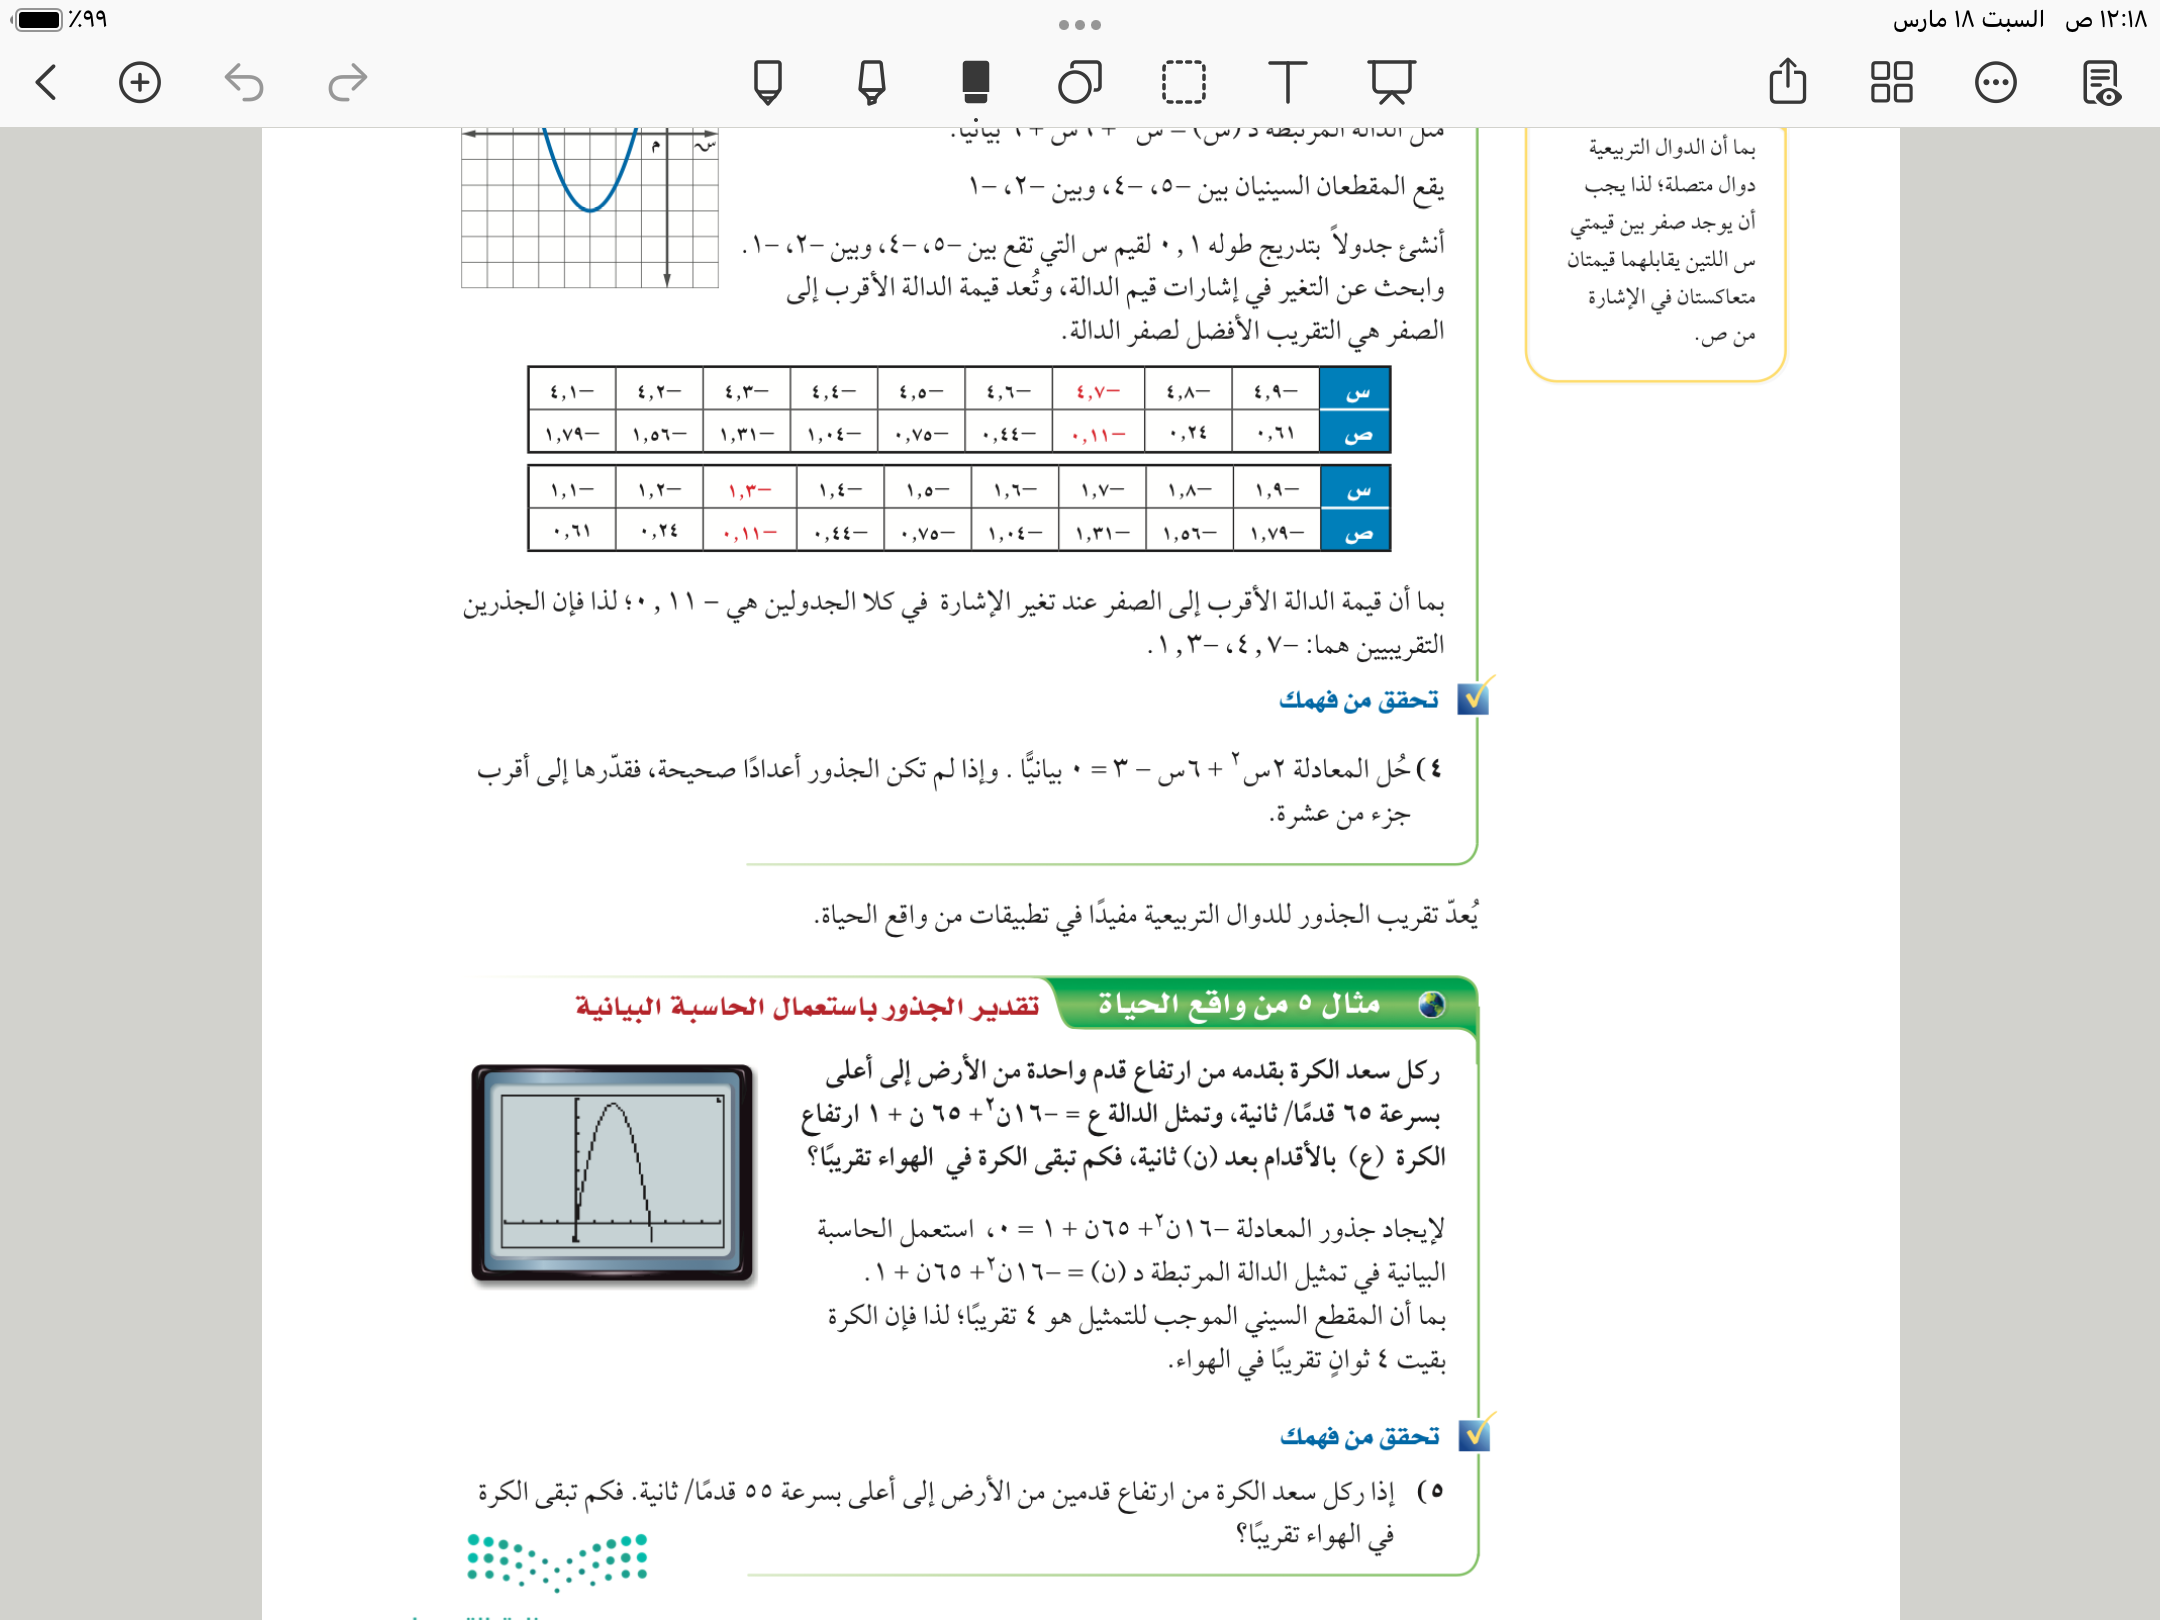 ١٢:١٨ ص السبت ١٨ مارس
٪٩٩
بما أن الدوال التربيعية
دوال متصلة؛ لذا يجب
أن يوجد صفر بين قيمتي
س اللتين يقابلهما قيمتان
متعاكستان في الإشارة
من ص.
مثل الدالة المرتبطة د (س) = س + ٦س + ٦ بيانيًا.
س م
يقع المقطعان السينيان بين –٥، –٤، وبين –٢، –١
أنشئ جدولاً بتدريج طوله ٠,١ لقيم س التي تقع بين –٥، –٤، وبين –٢، –١.
وابحث عن التغير في إشارات قيم الدالة، وتُعد قيمة الدالة الأقرب إلى
الصفر هي التقريب الأفضل لصفر الدالة.
س –٤,٩ –٤,٨ –٤,٧ –٤,٦ –٤,٥ –٤,٤ –٤,٣ –٤,٢ –٤,١
ص ٠,٦١ ٠,٢٤ –٠,١١ –٠,٤٤ –٠,٧٥ –١,٠٤ –١,٣١ –١,٥٦ –١,٧٩
س –١,٩ –١,٨ –١,٧ –١,٦ –١,٥ –١,٤ –١,٣ –١,٢ –١,١
ص –١,٧٩ –١,٥٦ –١,٣١ –١,٠٤ –٠,٧٥ –٠,٤٤ –٠,١١ ٠,٢٤ ٠,٦١
بما أن قيمة الدالة الأقرب إلى الصفر عند تغير الإشارة في كلا الجدولين هي – ٠,١١؛ لذا فإن الجذرين
التقريبيين هما: –٤,٧، –١,٣.
تحقق من فهمك
٤) حُل المعادلة ٢س٢ + ٦س – ٣ = ٠ بيانيًّا . وإذا لم تكن الجذور أعدادًا صحيحة، فقدّرها إلى أقرب
جزء من عشرة.
يُعدّ تقريب الجذور للدوال التربيعية مفيدًا في تطبيقات من واقع الحياة.
مثال ٥ من واقع الحياة تقدير الجذور باستعمال الحاسبة البيانية
ركل سعد الكرة بقدمه من ارتفاع قدم واحدة من الأرض إلى أعلى
بسرعة ٦٥ قدمًا/ ثانية، وتمثل الدالة ع = –١٦ن٢+ ٦٥ ن + ١ ارتفاع
الكرة (ع) بالأقدام بعد (ن) ثانية، فكم تبقى الكرة في الهواء تقريبًا؟
لإيجاد جذور المعادلة –١٦ن٢+ ٦٥ن + ١ = ٠، استعمل الحاسبة
البيانية في تمثيل الدالة المرتبطة د (ن) = –١٦ن٢+ ٦٥ن + ١.
بما أن المقطع السيني الموجب للتمثيل هو ٤ تقريبًا؛ لذا فإن الكرة
بقيت ٤ ثوانٍ تقريبًا في الهواء.
تحقق من فهمك
٥) إذا ركل سعد الكرة من ارتفاع قدمين من الأرض إلى أعلى بسرعة ٥٥ قدمًا/ ثانية. فكم تبقى الكرة
في الهواء تقريبًا؟